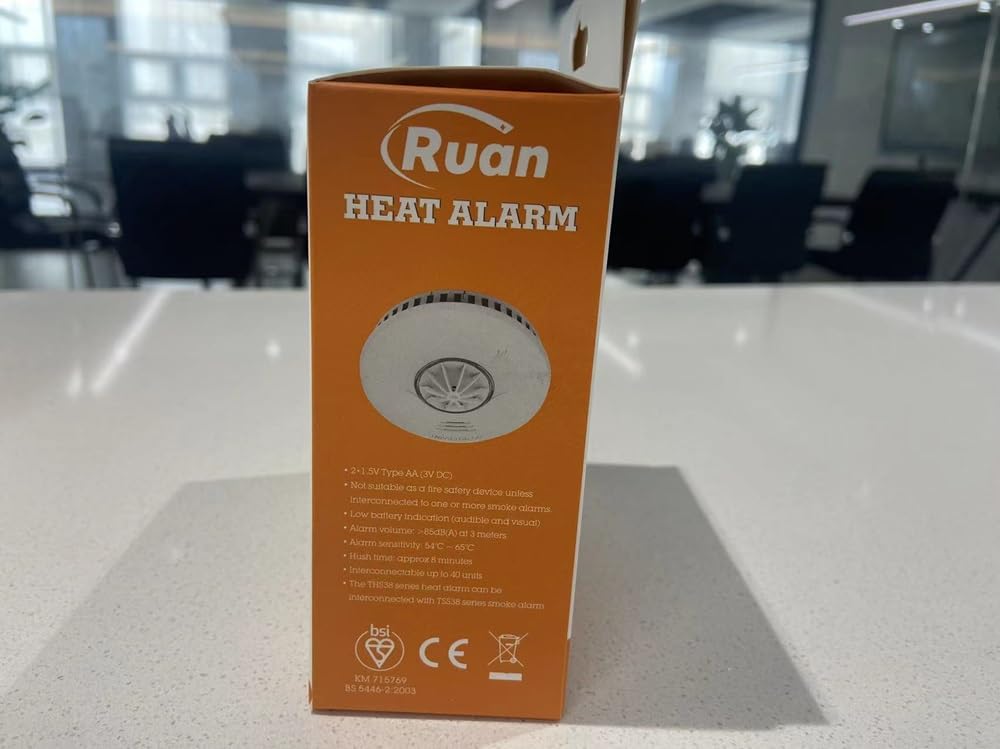 Ruan
HEAT ALARM
• 2×1.5V Type AA (3V DC)
• Not suitable as a fire safety device unless
interconnected to one or more smoke alarms.
• Low battery indication (audible and visual)
• Alarm volume: >85dB(A) at 3 meters
• Alarm sensitivity: 54°C ~ 65°C
• Hush time: approx 8 minutes
• Interconnectable up to 40 units
• The THS38 series heat alarm can be
interconnected with TSS38 series smoke alarm
bsi
CE
KM 715769
BS 5446-2:2003